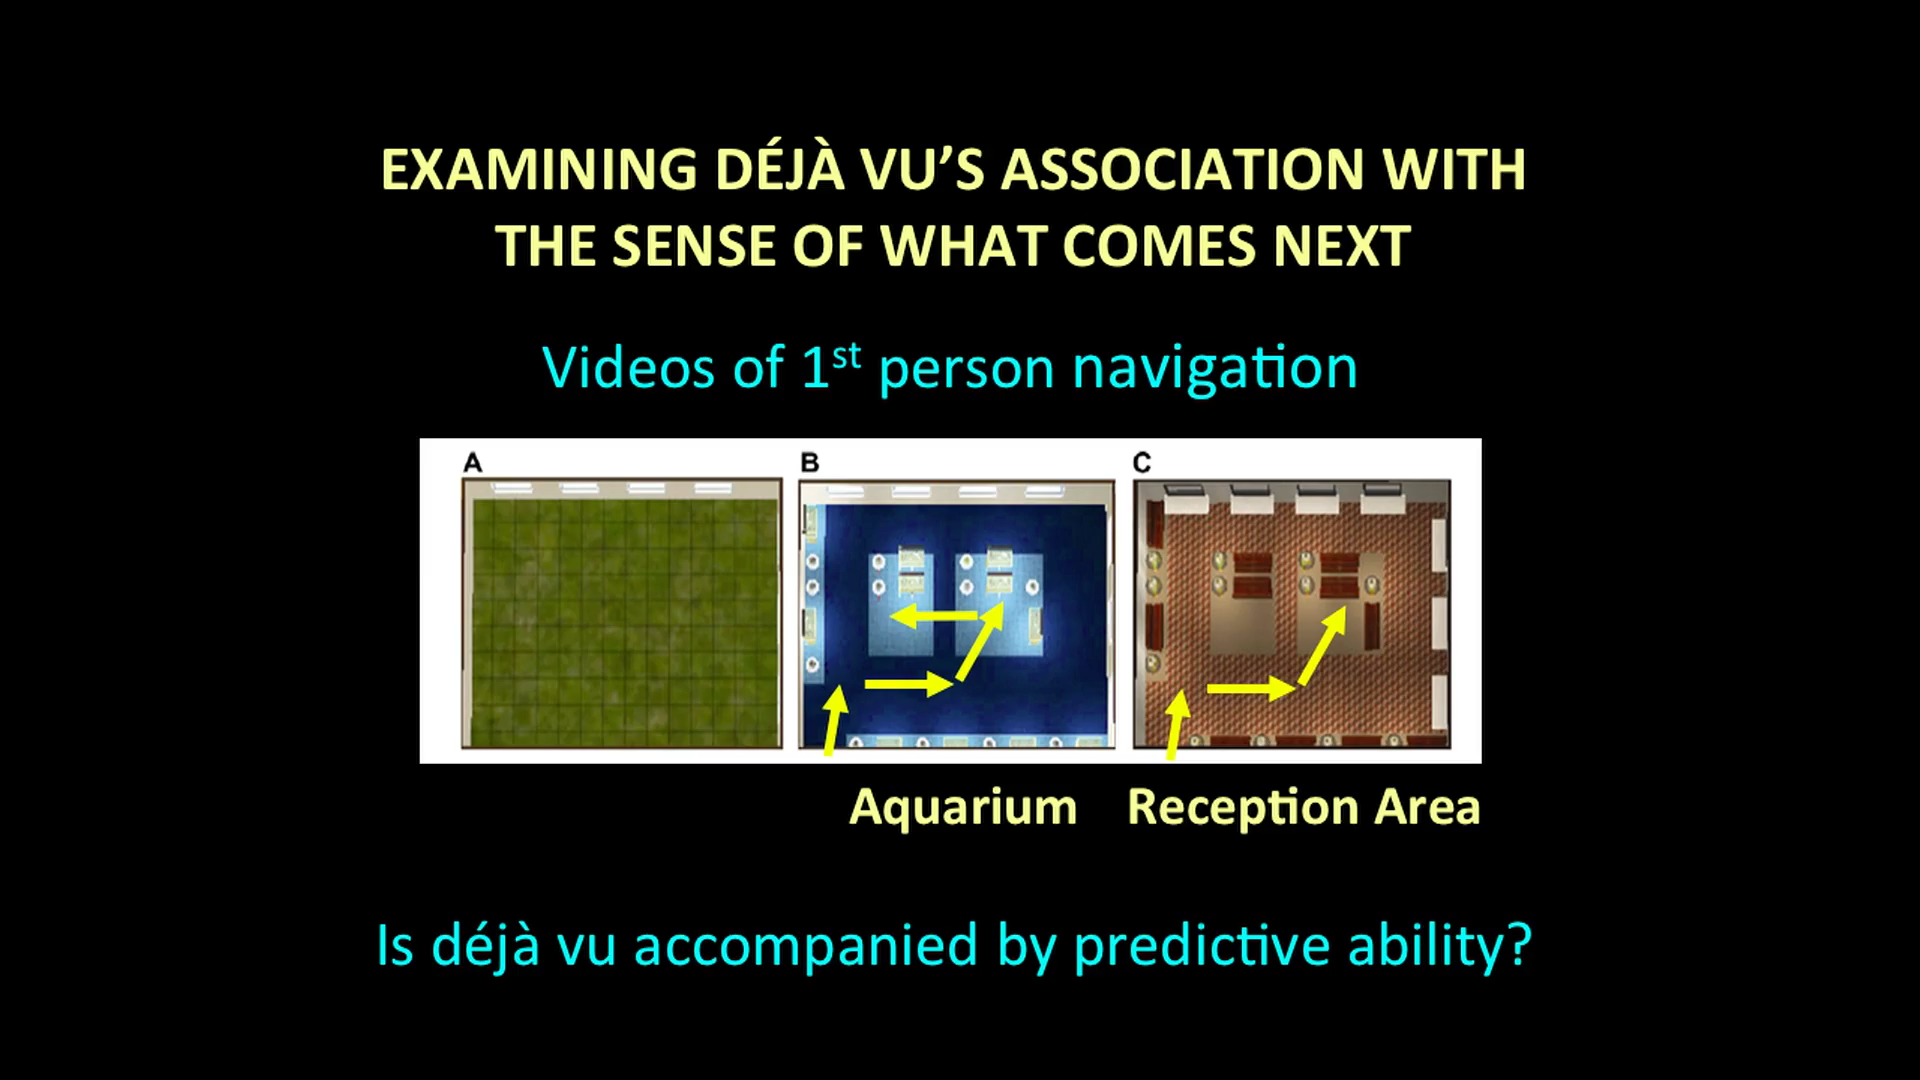 EXAMINING DÉJÀ VU’S ASSOCIATION WITH
THE SENSE OF WHAT COMES NEXT
Videos of 1st person navigation
A B C
Aquarium Reception Area
Is déjà vu accompanied by predictive ability?